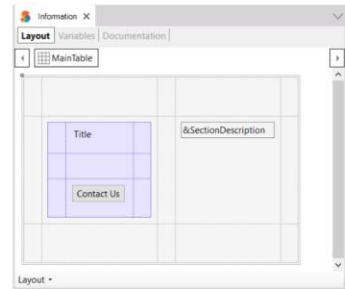 Information
Layout Variables Documentation
MainTable
Title
&SectionDescription
Contact Us
Layout